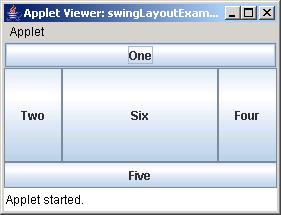 Applet Viewer: swingLayoutExam...
Applet
One
Two
Six
Four
Five
Applet started.